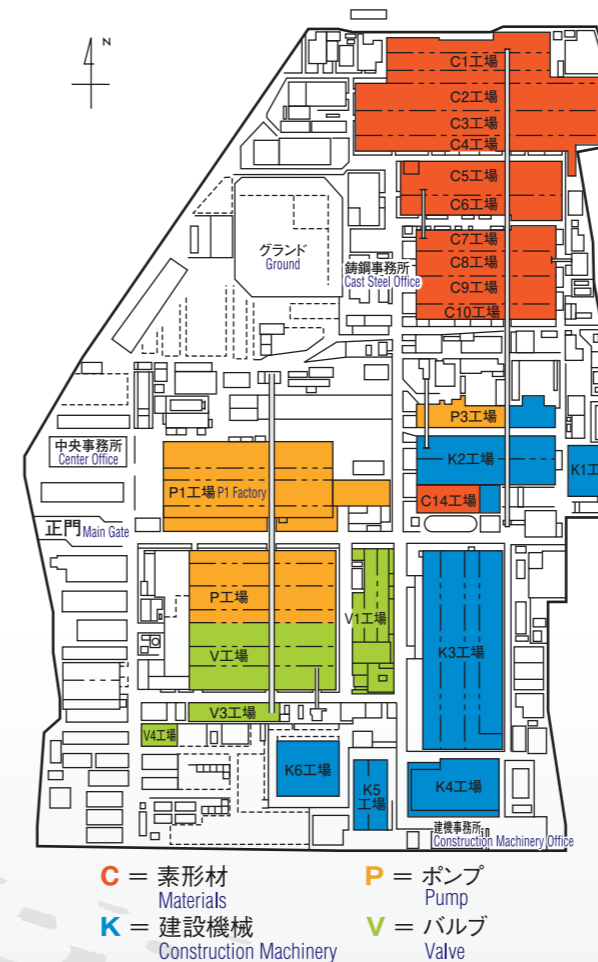 N
C1工場
C2工場
C3工場
C4工場
C5工場
C6工場
グランド
Ground
鋳鋼事務所
Cast Steel Office
C7工場
C8工場
C9工場
C10工場
P3工場
中央事務所
Center Office
K2工場
K1工
P1工場 P1 Factory
C14工場
正門 Main Gate
P工場
V1工場
V工場
K3工場
V3工場
V4工場
K6工場
K5
工場
K4工場
建機事務所
Construction Machinery Office
C = 素形材
Materials
P = ポンプ
Pump
K = 建設機械
Construction Machinery
V = バルブ
Valve